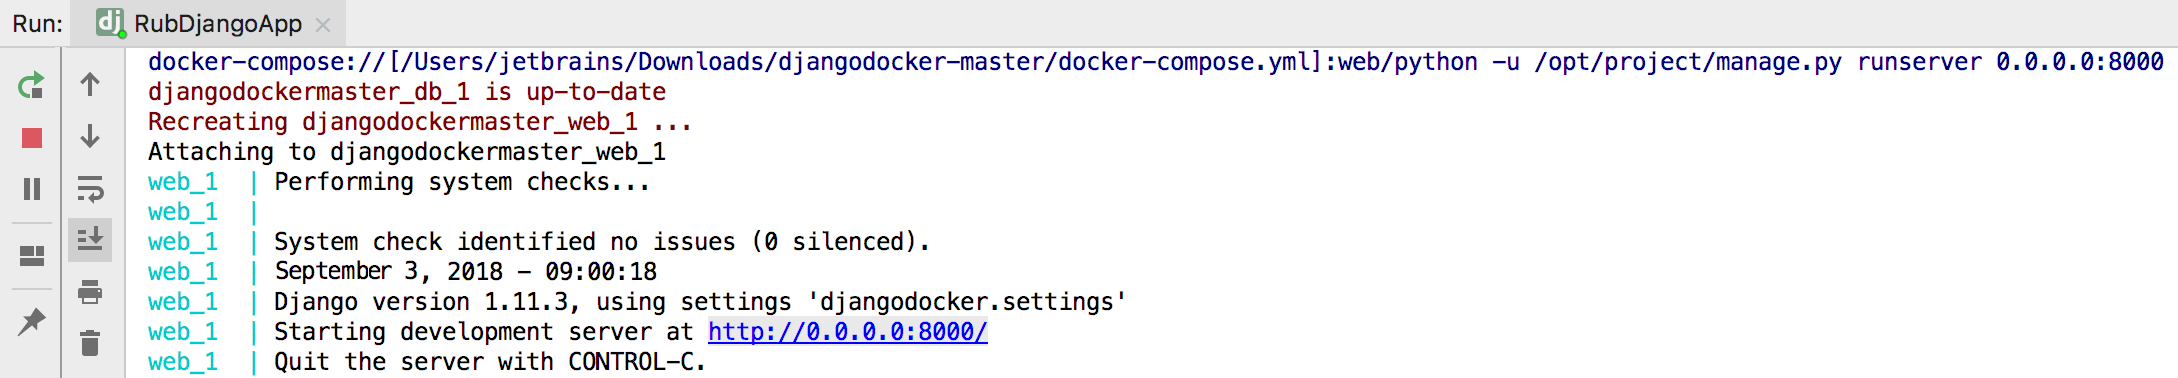 Run: dj RubDjangoApp
docker-compose://[/Users/jetbrains/Downloads/djangodocker-master/docker-compose.yml]:web/python -u /opt/project/manage.py runserver 0.0.0.0:8000
djangodockermaster_db_1 is up-to-date
Recreating djangodockermaster_web_1 ...
Attaching to djangodockermaster_web_1
web_1  | Performing system checks...
web_1  |
web_1  | System check identified no issues (0 silenced).
web_1  | September 3, 2018 - 09:00:18
web_1  | Django version 1.11.3, using settings 'djangodocker.settings'
web_1  | Starting development server at http://0.0.0.0:8000/
web_1  | Quit the server with CONTROL-C.